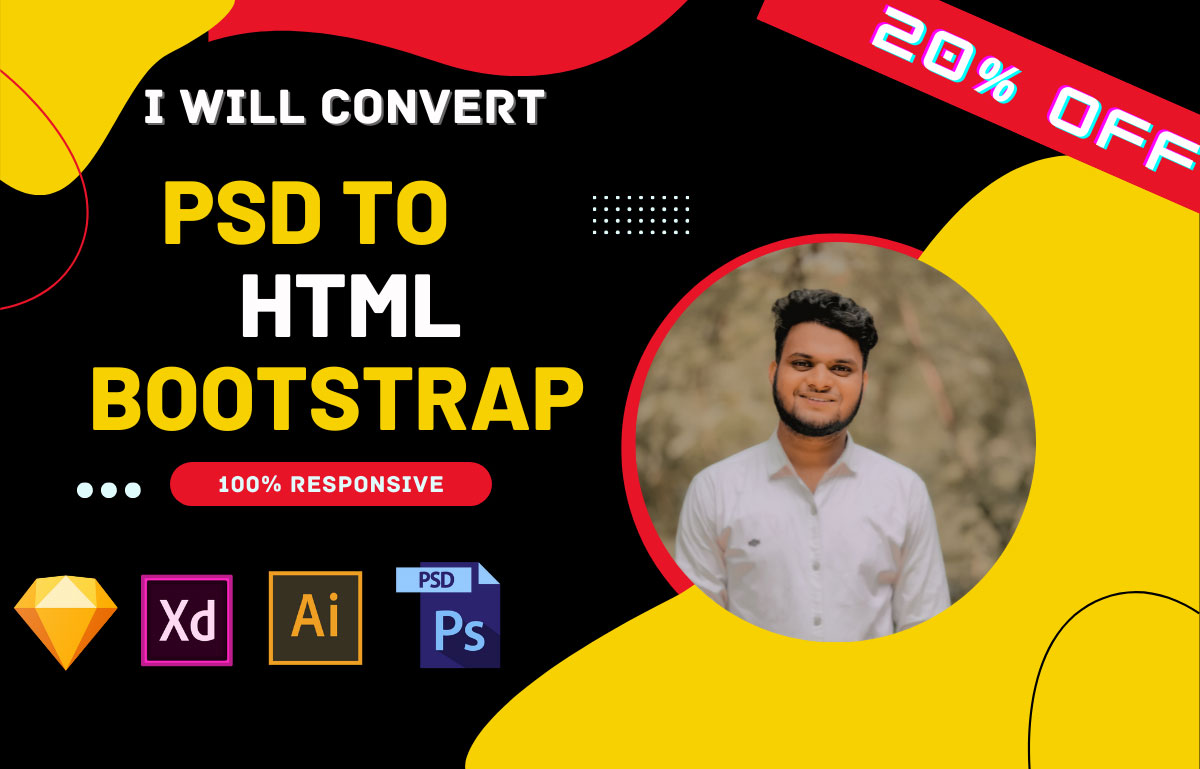 20% OFF
I WILL CONVERT
PSD TO
HTML
BOOTSTRAP
100% RESPONSIVE
Xd
Ai
PSD
Ps